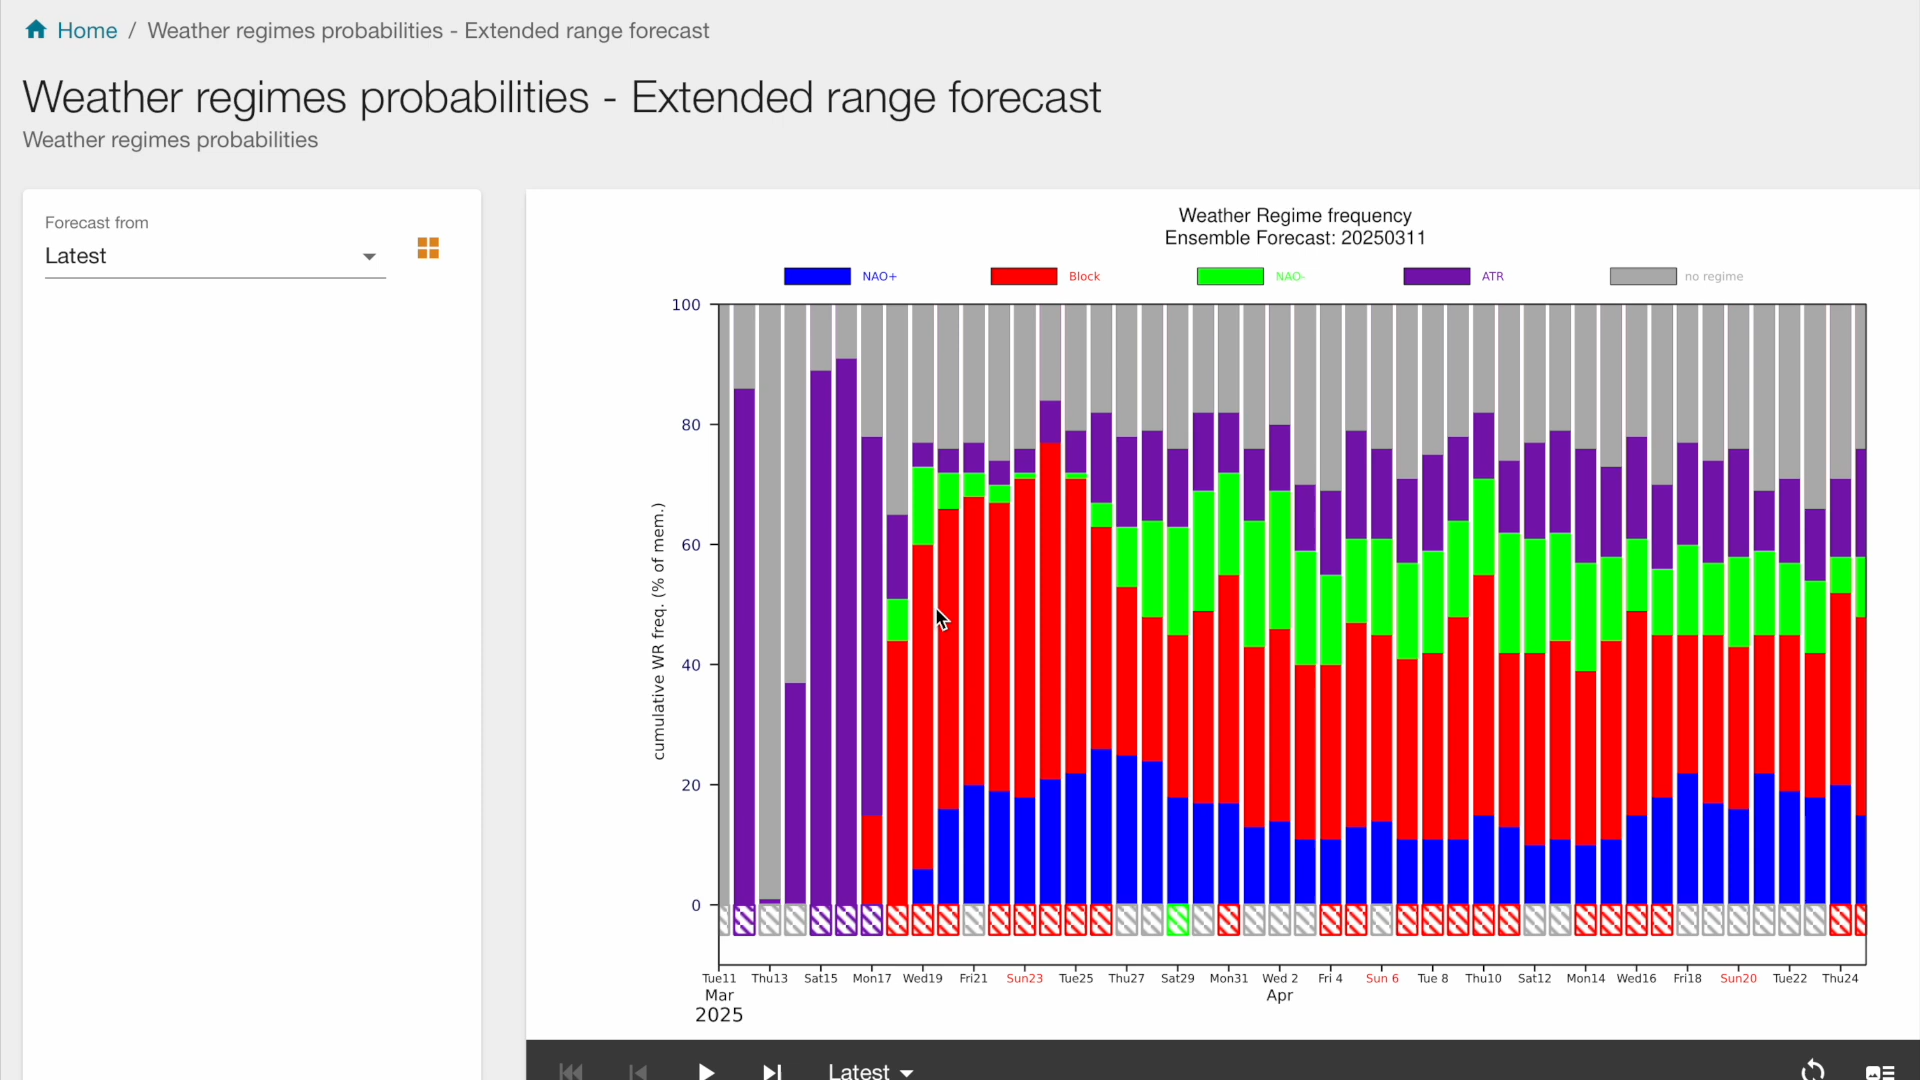 Home / Weather regimes probabilities - Extended range forecast
Weather regimes probabilities - Extended range forecast
Weather regimes probabilities
Forecast from
Latest
Weather Regime frequency
Ensemble Forecast: 20250311
NAO+ Block NAO- ATR no regime
100
80
60
40
20
0
cumulative WR freq. (% of mem.)
Tue11 Thu13 Sat15 Mon17 Wed19 Fri21 Sun23 Tue25 Thu27 Sat29 Mon31 Wed 2 Fri 4 Sun 6 Tue 8 Thu10 Sat12 Mon14 Wed16 Fri18 Sun20 Tue22 Thu24
Mar Apr
2025
Latest